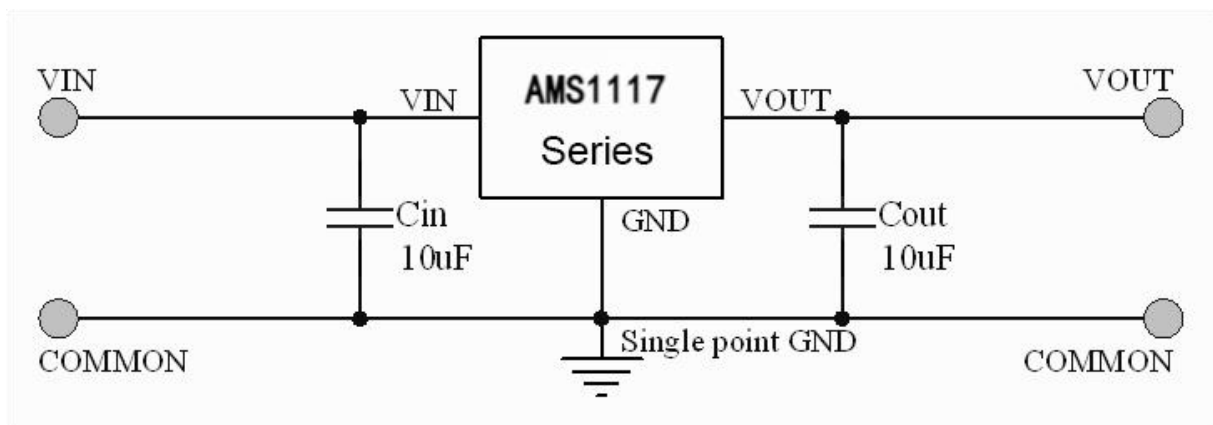 VIN
VIN
AMS1117
Series
VOUT
VOUT
GND
Cin
10uF
Cout
10uF
Single point GND
COMMON
COMMON